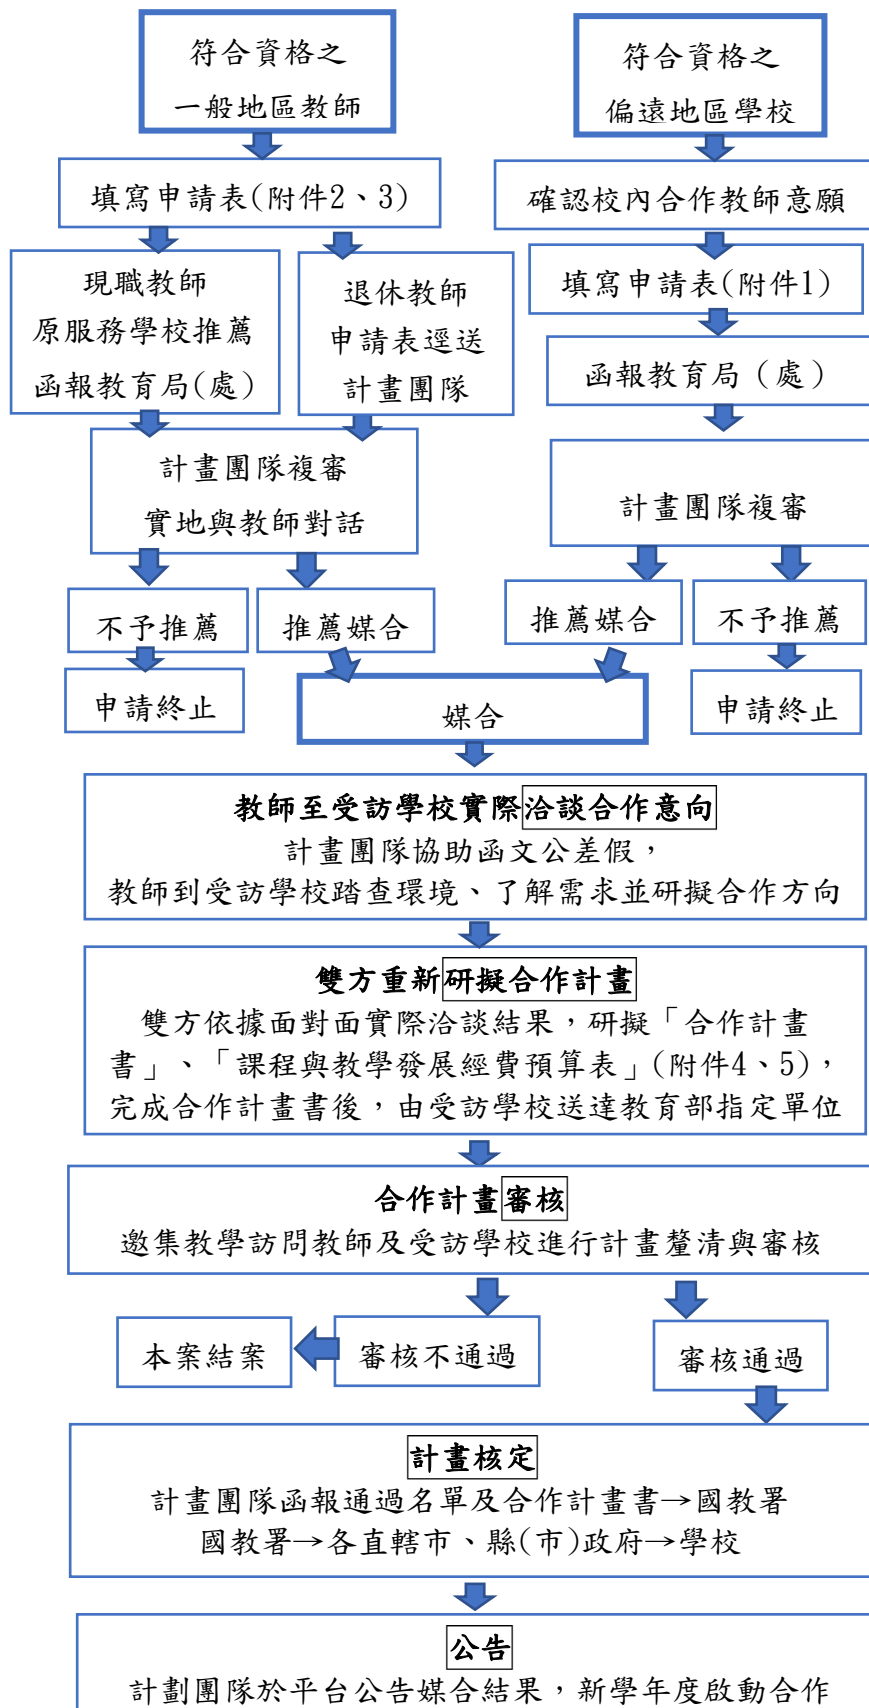 符合資格之
一般地區教師
符合資格之
偏遠地區學校
填寫申請表(附件2、3)
確認校內合作教師意願
現職教師
原服務學校推薦
函報教育局(處)
退休教師
申請表逕送
計畫團隊
填寫申請表(附件1)
函報教育局（處）
計畫團隊複審
實地與教師對話
計畫團隊複審
不予推薦
推薦媒合
推薦媒合
不予推薦
申請終止
媒合
申請終止
教師至受訪學校實際洽談合作意向
計畫團隊協助函文公差假，
教師到受訪學校踏查環境、了解需求並研擬合作方向
雙方重新研擬合作計畫
雙方依據面對面實際洽談結果，研擬「合作計畫
書」、「課程與教學發展經費預算表」(附件4、5)，
完成合作計畫書後，由受訪學校送達教育部指定單位
合作計畫審核
邀集教學訪問教師及受訪學校進行計畫釐清與審核
本案結案
審核不通過
審核通過
計畫核定
計畫團隊函報通過名單及合作計畫書→國教署
國教署→各直轄市、縣(市)政府→學校
公告
計劃團隊於平台公告媒合結果，新學年度啟動合作